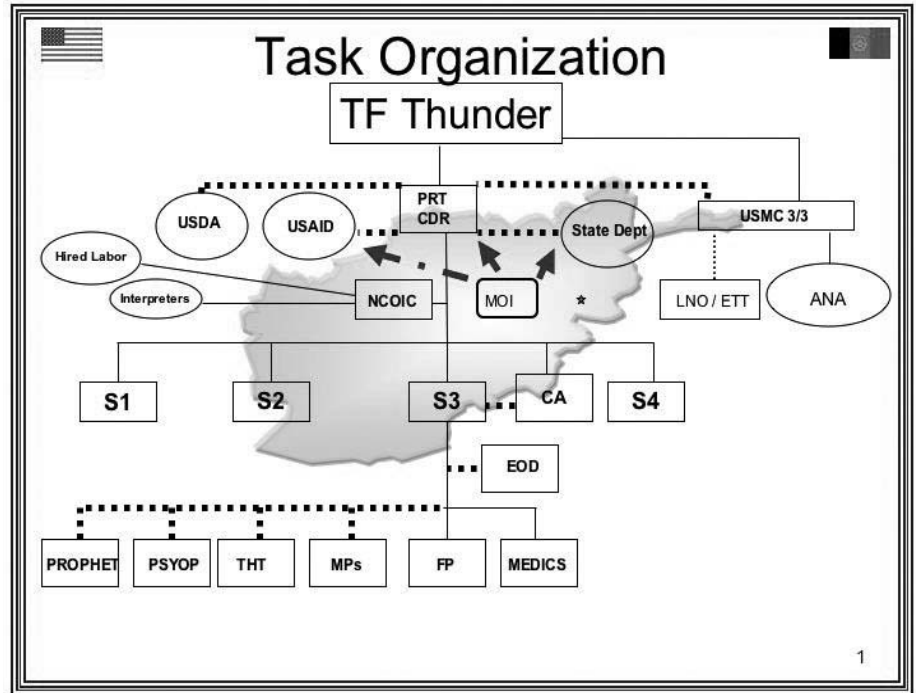 Task Organization
TF Thunder
PRT
CDR
USDA
USAID
State Dept
USMC 3/3
Hired Labor
Interpreters
NCOIC
MOI
LNO / ETT
ANA
S1
S2
S3
CA
S4
EOD
PROPHET
PSYOP
THT
MPs
FP
MEDICS
1